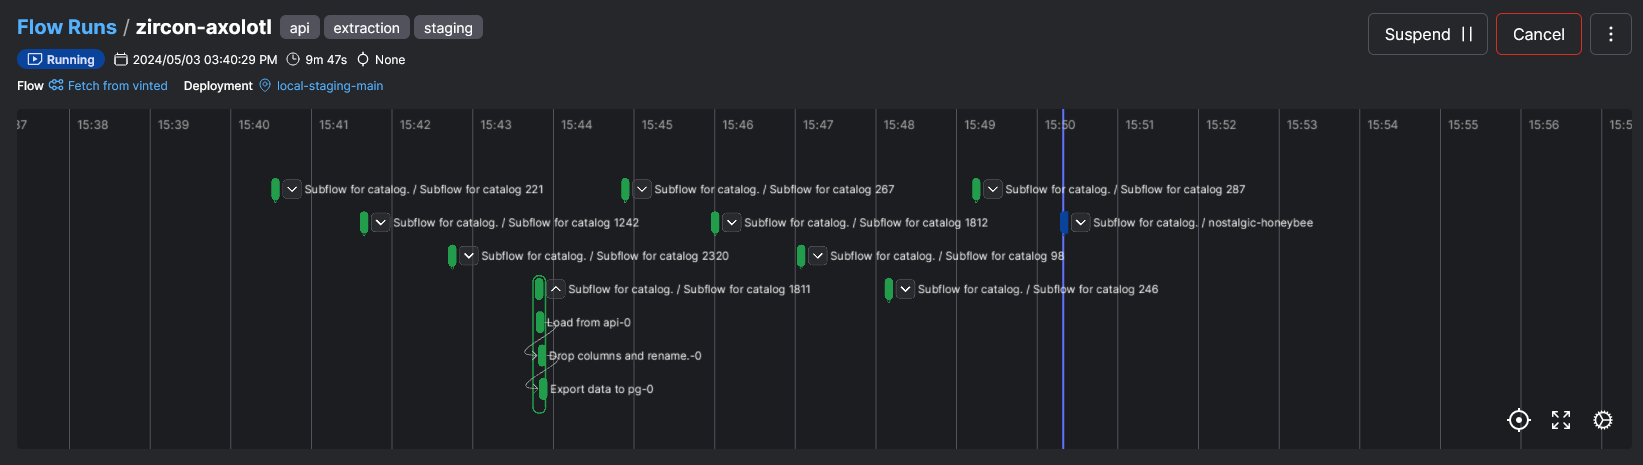 Flow Runs / zircon-axolotl api extraction staging
Suspend Cancel
Running 2024/05/03 03:40:29 PM 9m 47s None
Flow Fetch from vinted Deployment local-staging-main
37 15:38 15:39 15:40 15:41 15:42 15:43 15:44 15:45 15:46 15:47 15:48 15:49 15:50 15:51 15:52 15:53 15:54 15:55 15:56 15:5
Subflow for catalog. / Subflow for catalog 221 Subflow for catalog. / Subflow for catalog 267 Subflow for catalog. / Subflow for catalog 287
Subflow for catalog. / Subflow for catalog 1242 Subflow for catalog. / Subflow for catalog 1812 Subflow for catalog. / nostalgic-honeybee
Subflow for catalog. / Subflow for catalog 2320 Subflow for catalog. / Subflow for catalog 98
Subflow for catalog. / Subflow for catalog 1811 Subflow for catalog. / Subflow for catalog 246
Load from api-0
Drop columns and rename.-0
Export data to pg-0